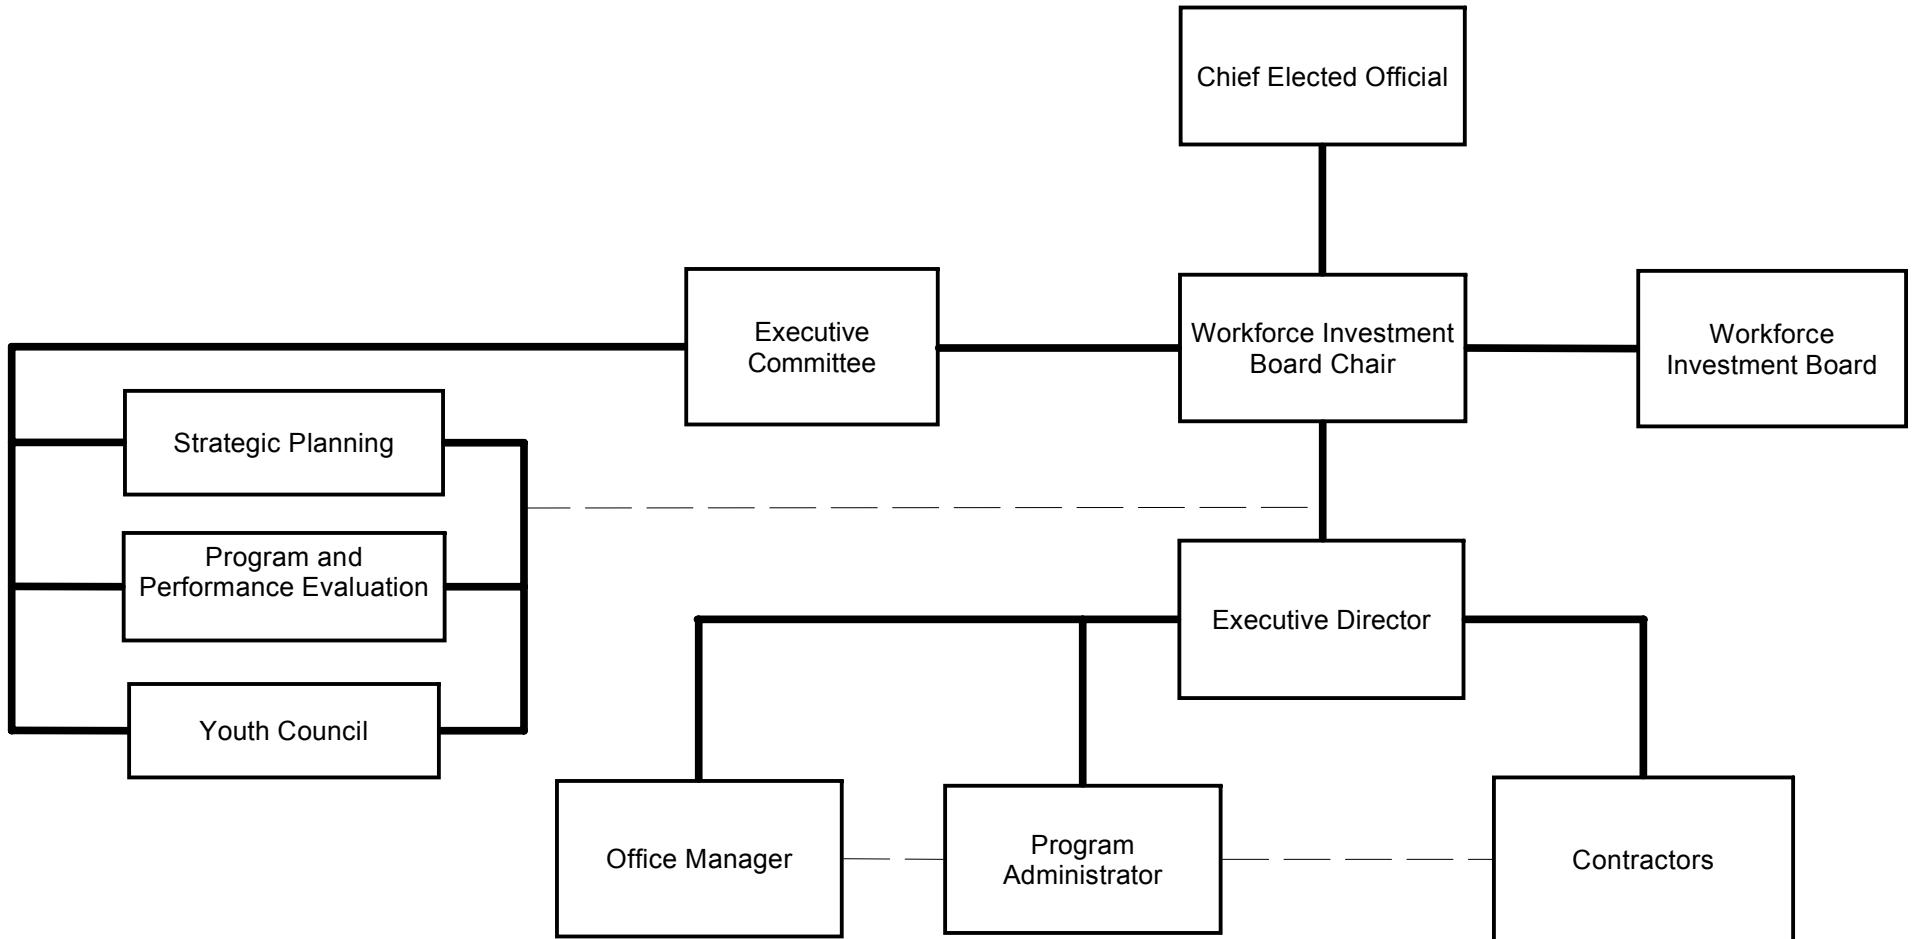 Chief Elected Official
Executive
Committee
Workforce Investment
Board Chair
Workforce
Investment Board
Strategic Planning
Program and
Performance Evaluation
Executive Director
Youth Council
Office Manager
Program
Administrator
Contractors